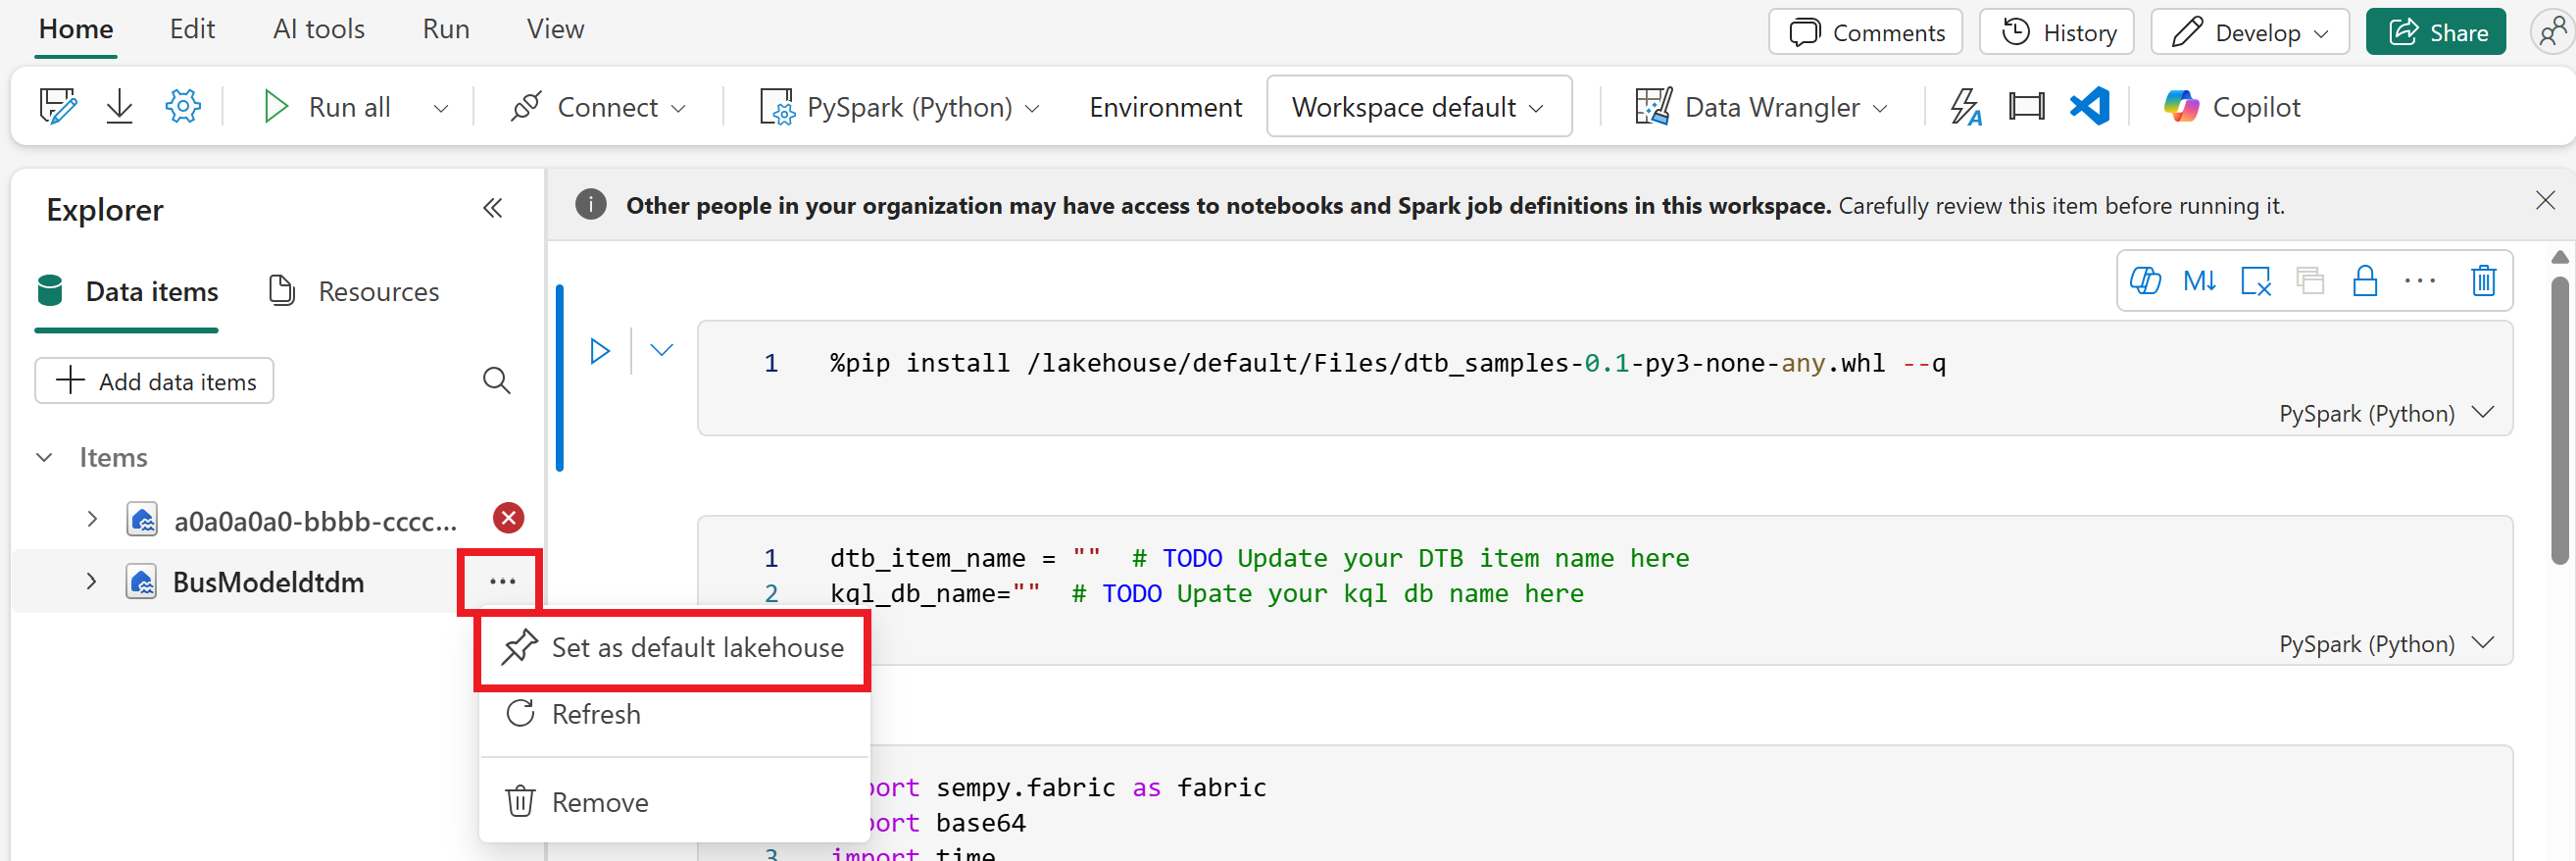 Home Edit AI tools Run View Comments History Develop Share
Run all Connect PySpark (Python) Environment Workspace default Data Wrangler Copilot
Explorer
Other people in your organization may have access to notebooks and Spark job definitions in this workspace. Carefully review this item before running it.
Data items Resources
Add data items
Items
a0a0a0a0-bbbb-cccc...
BusModeldtdm
Set as default lakehouse
Refresh
Remove
1 %pip install /lakehouse/default/Files/dtb_samples-0.1-py3-none-any.whl --q
PySpark (Python)
1 dtb_item_name = "" # TODO Update your DTB item name here
2 kql_db_name="" # TODO Upate your kql db name here
PySpark (Python)
port sempy.fabric as fabric
port base64
3 import time